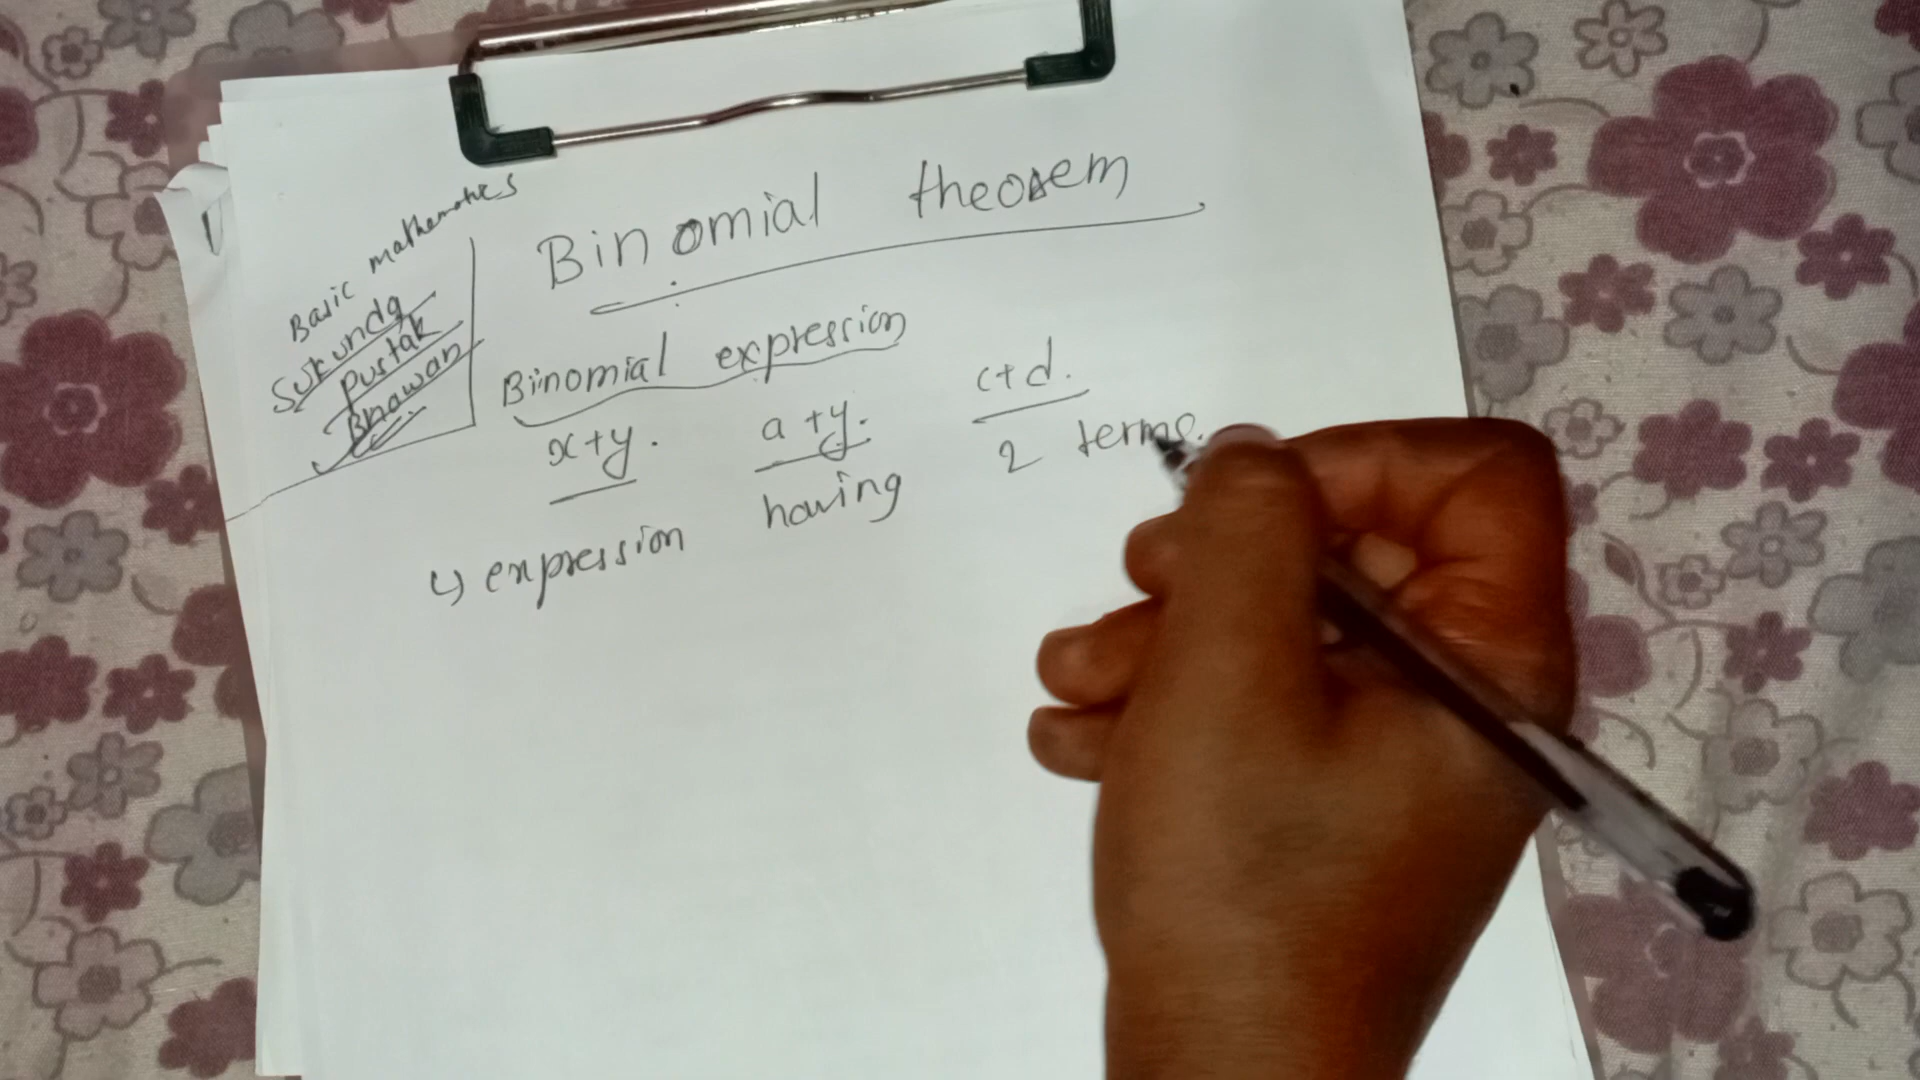 Basic mathematics
Sukunda
Pustak
Bhawan
Binomial theorem
Binomial expression
x+y. a+y. c+d.
↳ expression having 2 terms.